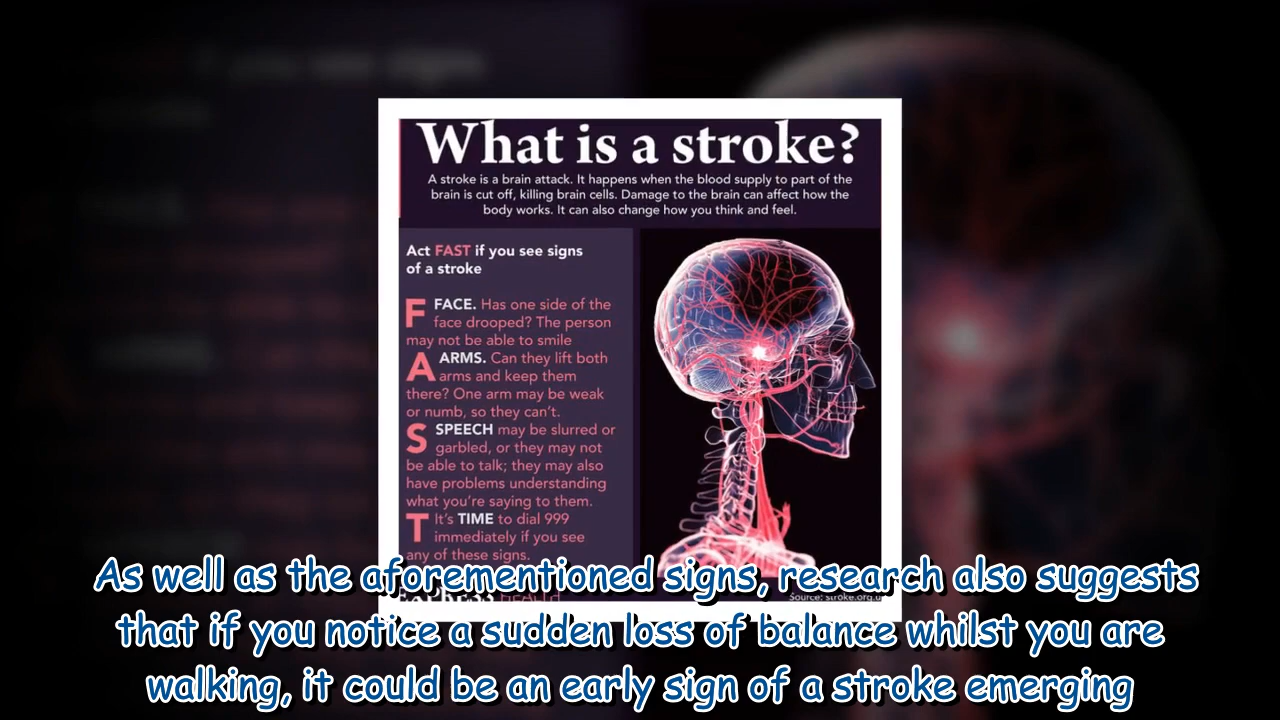 What is a stroke?
A stroke is a brain attack. It happens when the blood supply to part of the
brain is cut off, killing brain cells. Damage to the brain can affect how the
body works. It can also change how you think and feel.
Act FAST if you see signs
of a stroke
F FACE. Has one side of the
face drooped? The person
may not be able to smile
A ARMS. Can they lift both
arms and keep them
there? One arm may be weak
or numb, so they can't.
S SPEECH may be slurred or
garbled, or they may not
be able to talk; they may also
have problems understanding
what you're saying to them.
T It's TIME to dial 999
immediately if you see
any of these signs.
EXPRESS HEALTH
Source: stroke.org.u
As well as the aforementioned signs, research also suggests
that if you notice a sudden loss of balance whilst you are
walking, it could be an early sign of a stroke emerging